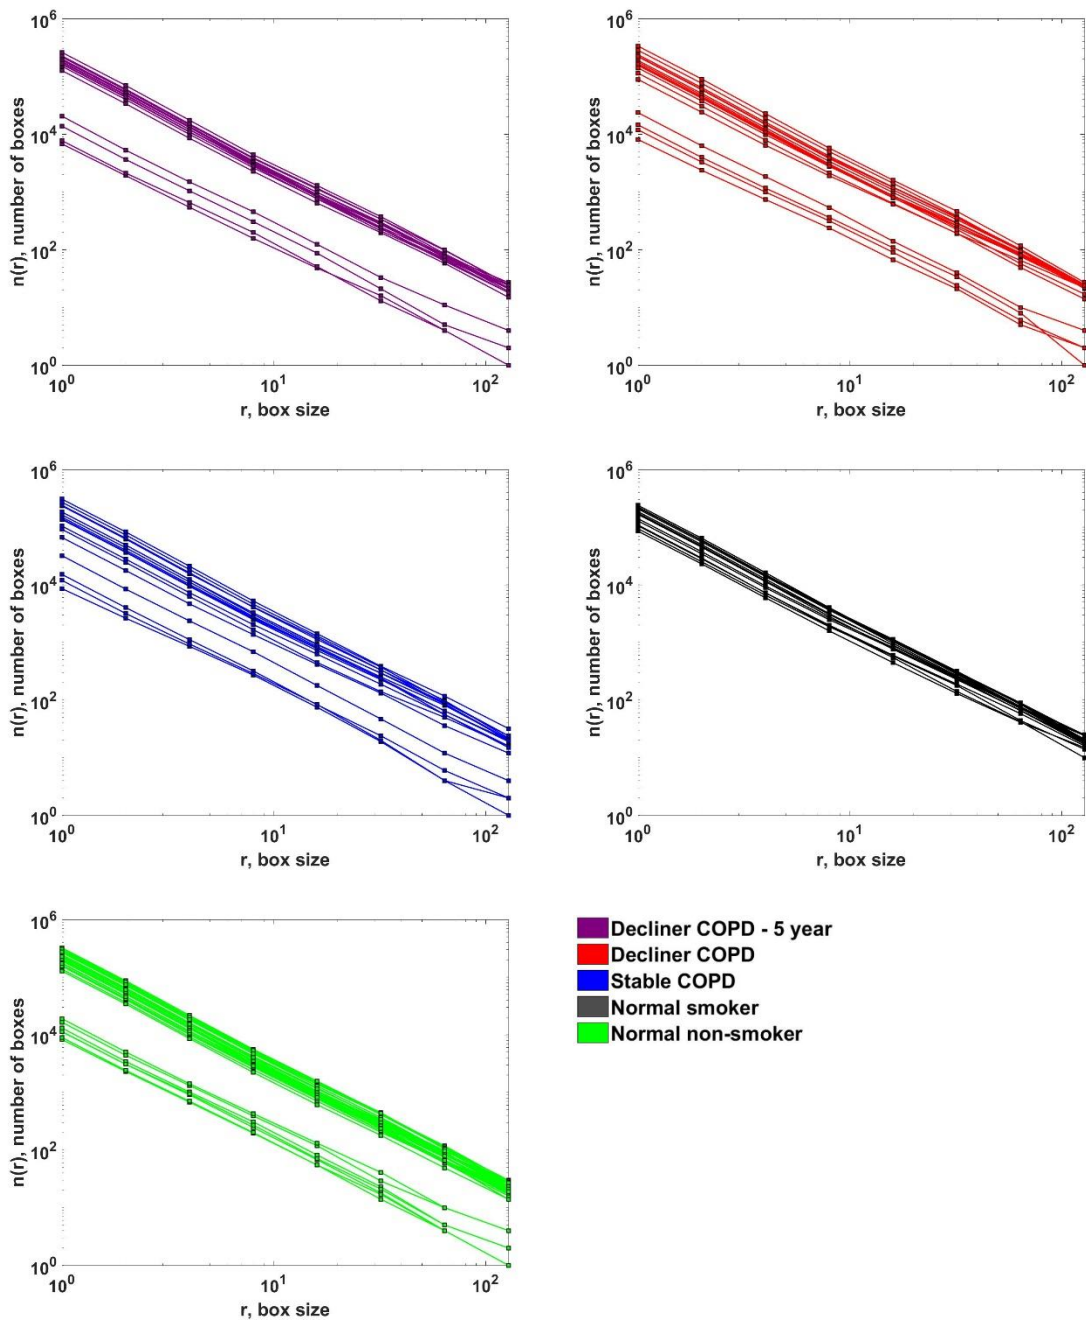 10^6
10^4
10^2
10^0
n(r), number of boxes
10^0 10^1 10^2
r, box size
10^6
10^4
10^2
10^0
n(r), number of boxes
10^0 10^1 10^2
r, box size
10^6
10^4
10^2
10^0
n(r), number of boxes
10^0 10^1 10^2
r, box size
10^6
10^4
10^2
10^0
n(r), number of boxes
10^0 10^1 10^2
r, box size
10^6
10^4
10^2
10^0
n(r), number of boxes
10^0 10^1 10^2
r, box size
Decliner COPD - 5 year
Decliner COPD
Stable COPD
Normal smoker
Normal non-smoker